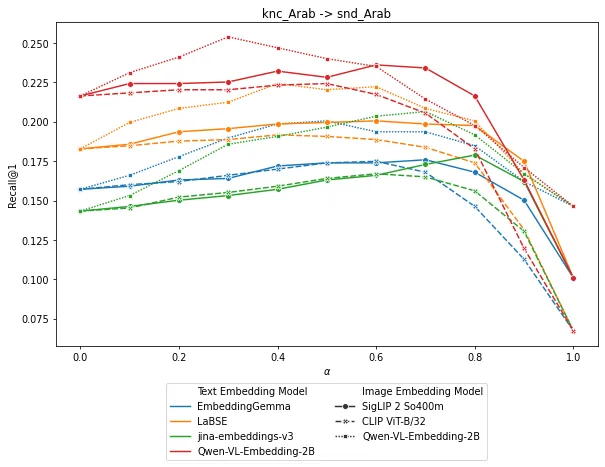 knc_Arab -> snd_Arab
Recall@1
0.250
0.225
0.200
0.175
0.150
0.125
0.100
0.075
0.0 0.2 0.4 0.6 0.8 1.0
α
Text Embedding Model Image Embedding Model
EmbeddingGemma SigLIP 2 So400m
LaBSE CLIP ViT-B/32
jina-embeddings-v3 Qwen-VL-Embedding-2B
Qwen-VL-Embedding-2B